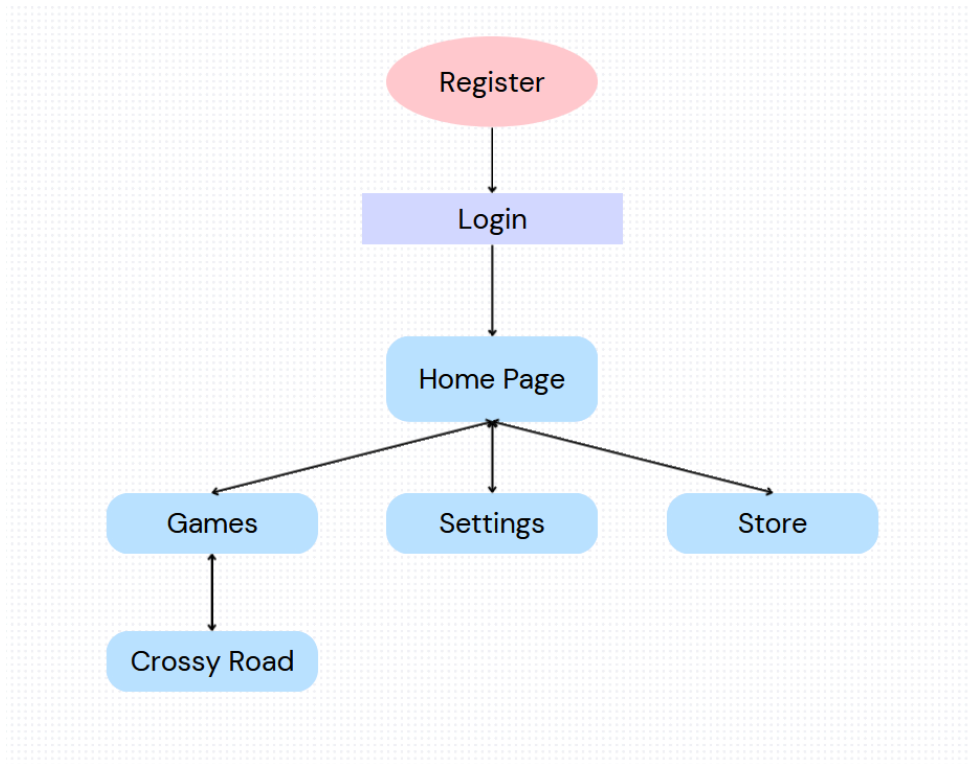 Register
Login
Home Page
Games
Settings
Store
Crossy Road